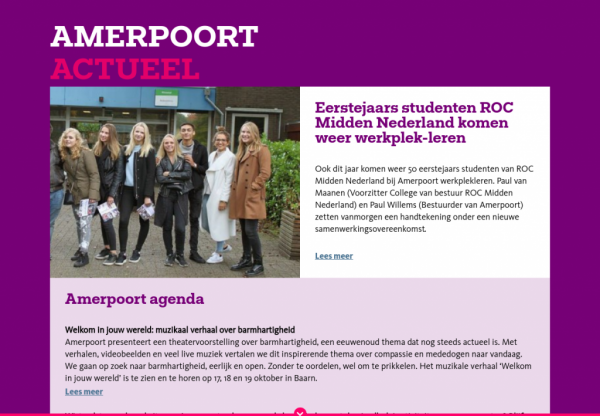 AMERPOORT
ACTUEEL
Eerstejaars studenten ROC
Midden Nederland komen
weer werkplek-leren
Ook dit jaar komen weer 50 eerstejaars studenten van ROC
Midden Nederland bij Amerpoort werkplekleren. Paul van
Maanen (Voorzitter College van bestuur ROC Midden
Nederland) en Paul Willems (Bestuurder van Amerpoort)
zetten vanmorgen een handtekening onder een nieuwe
samenwerkingsovereenkomst.
Lees meer
Amerpoort agenda
Welkom in jouw wereld: muzikaal verhaal over barmhartigheid
Amerpoort presenteert een theatervoorstelling over barmhartigheid, een eeuwenoud thema dat nog steeds actueel is. Met
verhalen, videobeelden en veel live muziek vertalen we dit inspirerende thema over compassie en mededogen naar vandaag.
We gaan op zoek naar barmhartigheid, eerlijk en open. Zonder te oordelen, wel om te prikkelen. Het muzikale verhaal ‘Welkom
in jouw wereld’ is te zien en te horen op 17, 18 en 19 oktober in Baarn.
Lees meer